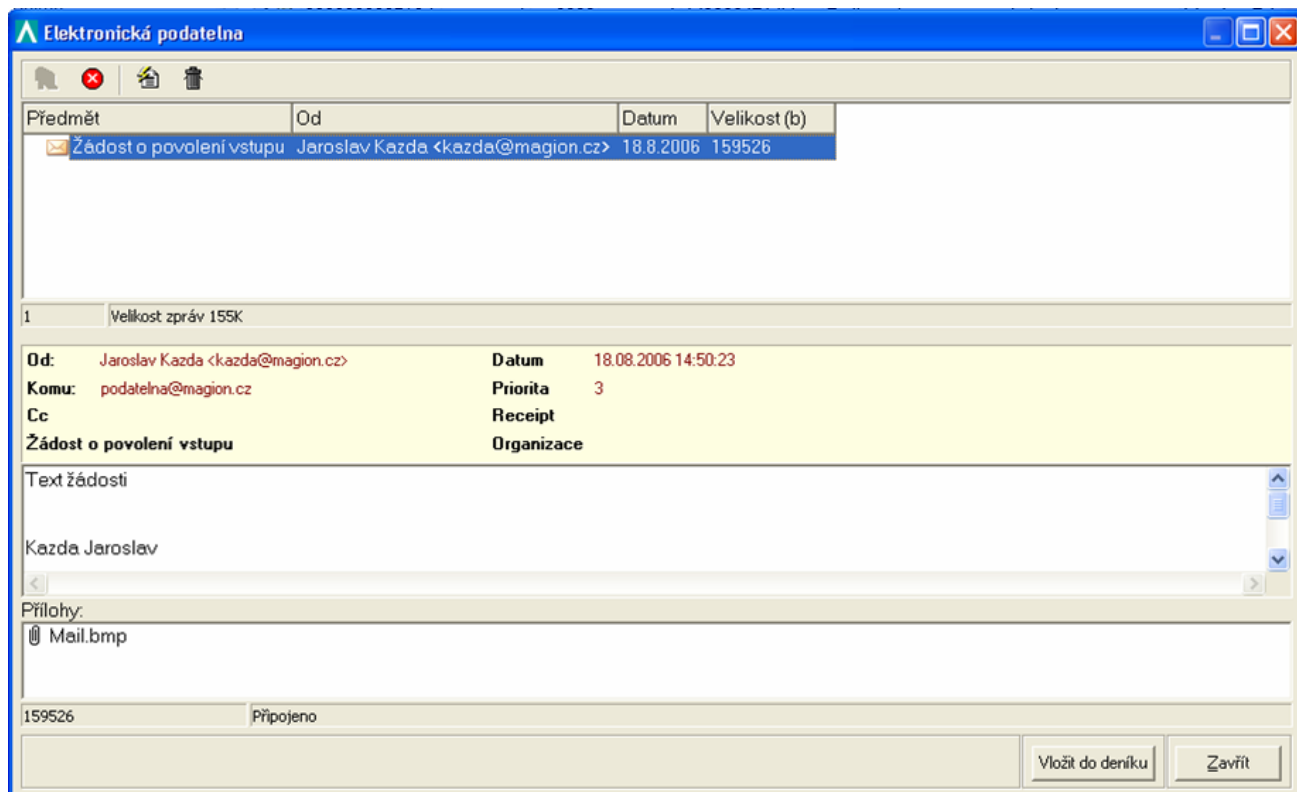 Elektronická podatelna
Předmět Od Datum Velikost (b)
Žádost o povolení vstupu Jaroslav Kazda <kazda@magion.cz> 18.8.2006 159526
1 Velikost zpráv 155K
Od: Jaroslav Kazda <kazda@magion.cz> Datum 18.08.2006 14:50:23
Komu: podatelna@magion.cz Priorita 3
Cc Receipt
Žádost o povolení vstupu Organizace
Text žádosti
Kazda Jaroslav
Přílohy:
Mail.bmp
159526 Připojeno
Vložit do deníku Zavřít